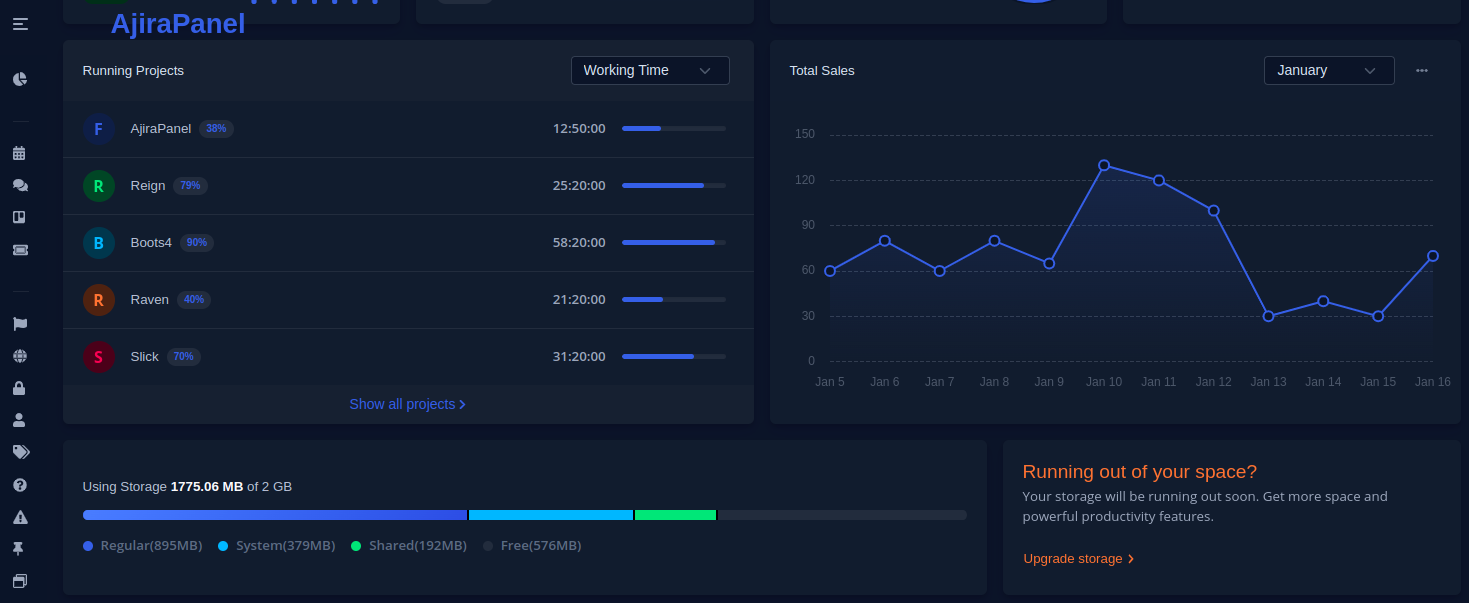 AjiraPanel
Running Projects
Working Time
F AjiraPanel 38% 12:50:00
R Reign 79% 25:20:00
B Boots4 90% 58:20:00
R Raven 40% 21:20:00
S Slick 70% 31:20:00
Show all projects
Total Sales
January
150
120
90
60
30
0
Jan 5 Jan 6 Jan 7 Jan 8 Jan 9 Jan 10 Jan 11 Jan 12 Jan 13 Jan 14 Jan 15 Jan 16
Using Storage 1775.06 MB of 2 GB
Regular(895MB) System(379MB) Shared(192MB) Free(576MB)
Running out of your space?
Your storage will be running out soon. Get more space and
powerful productivity features.
Upgrade storage